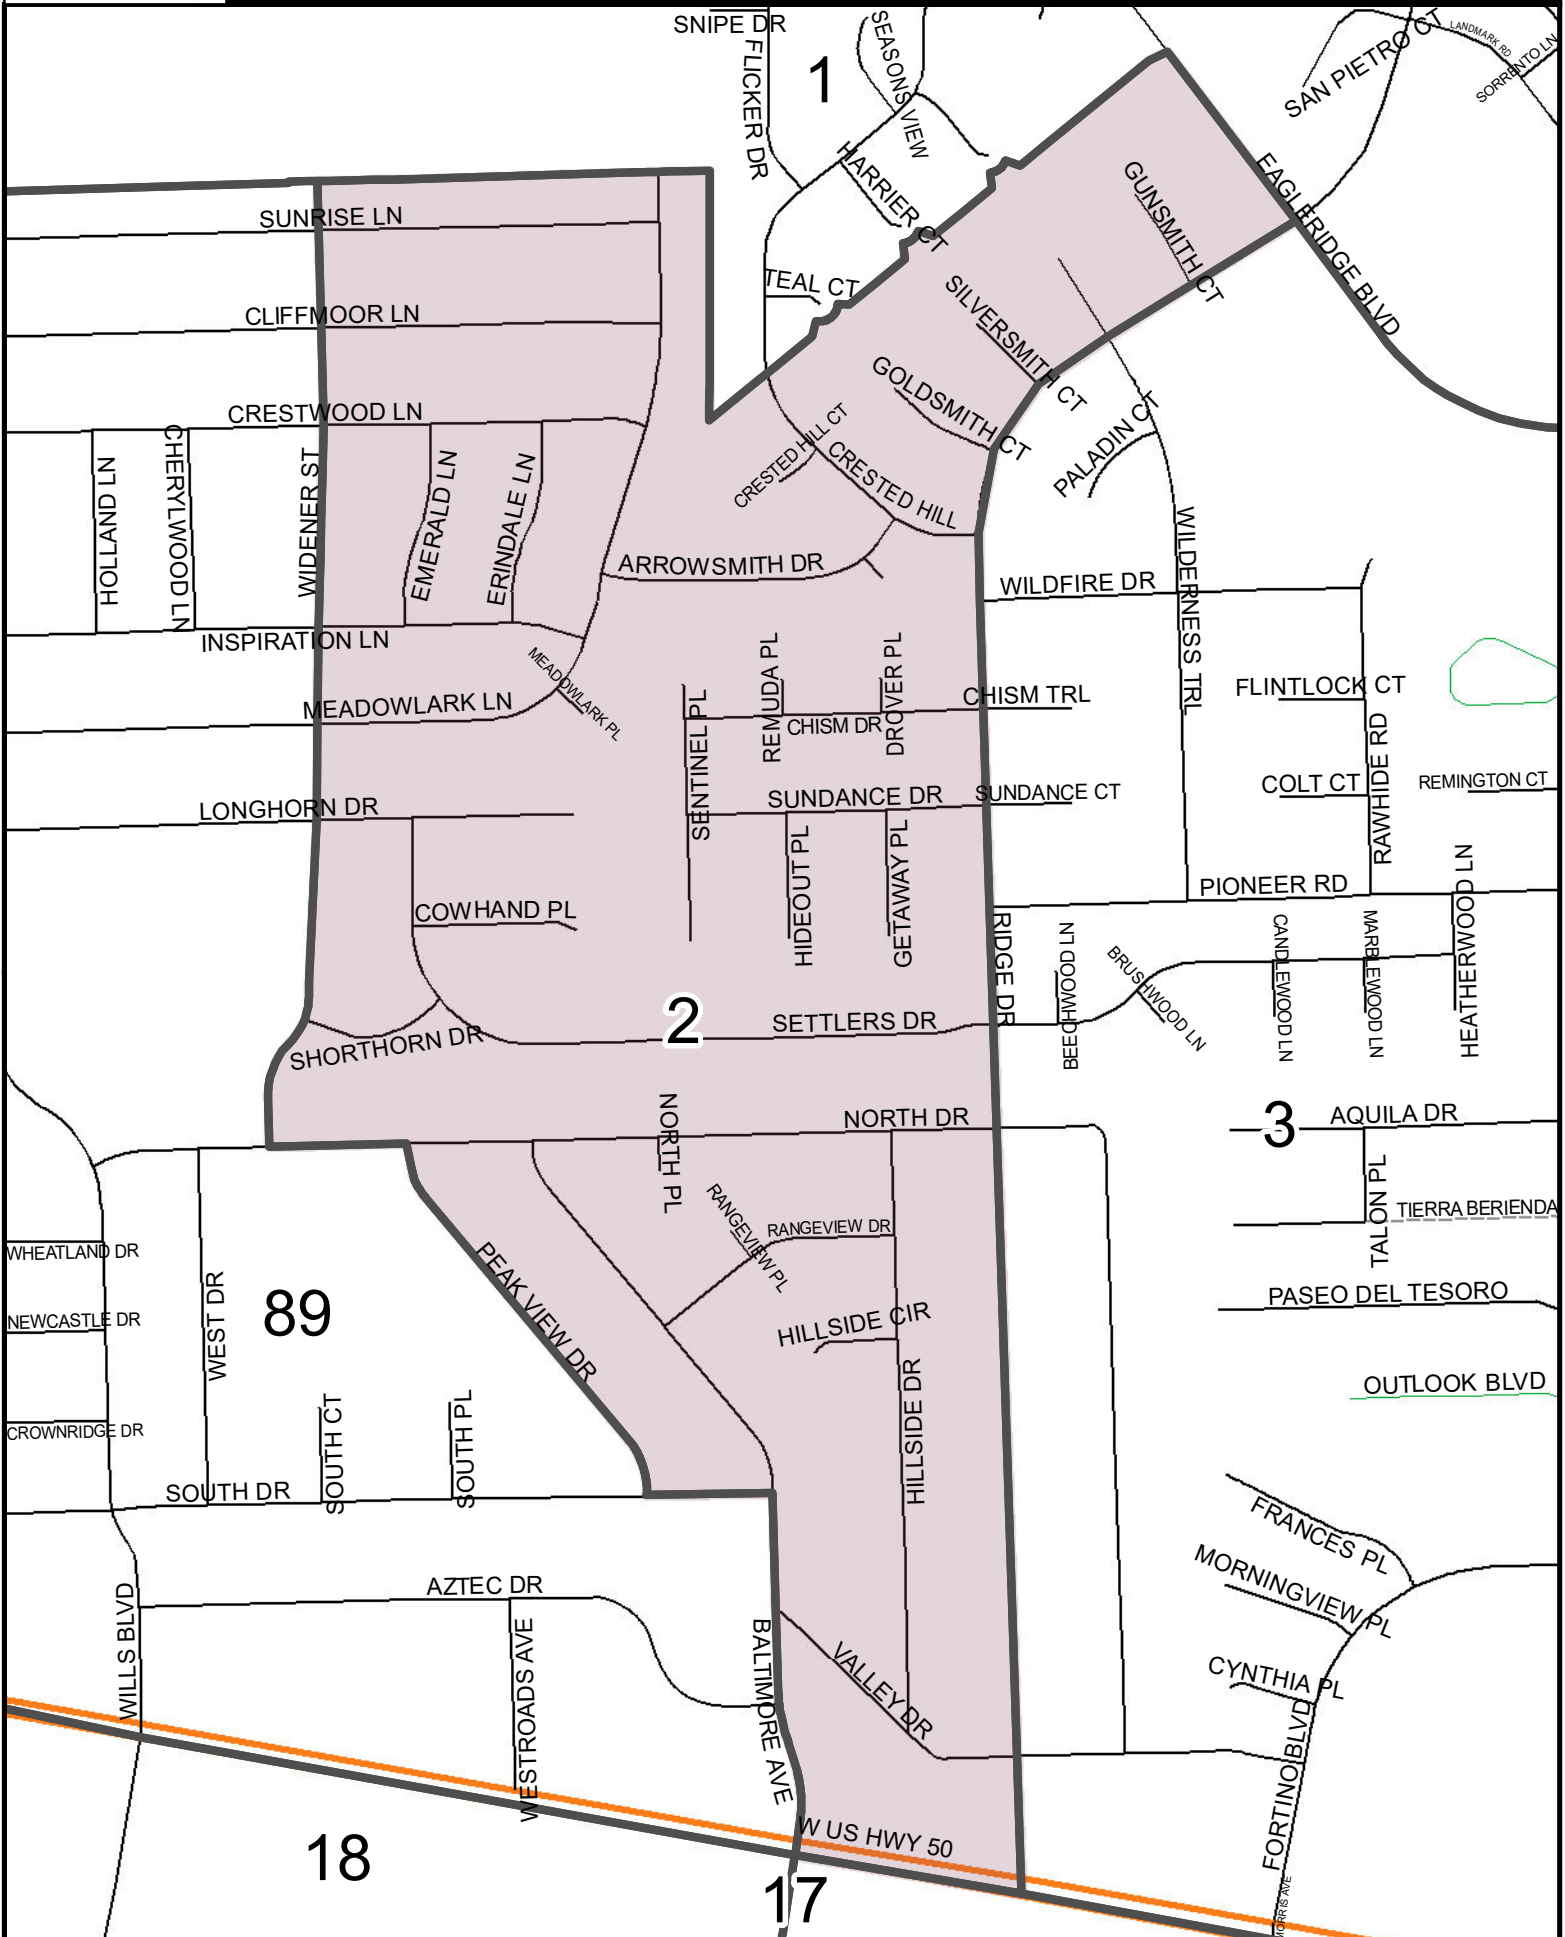 SNIPE DR
FLICKER DR
1
SEASONS VIEW
SAN PIETRO CT
LANDMARK RD
SORRENTO LN
HARRIER CT
EAGLERIDGE BLVD
GUNSMITH CT
SUNRISE LN
TEAL CT
SILVERSMITH CT
CLIFFMOOR LN
GOLDSMITH CT
CRESTWOOD LN
CRESTED HILL CT
CRESTED HILL
PALADIN CT
HOLLAND LN
CHERYLWOOD LN
WIDENER ST
EMERALD LN
ERINDALE LN
ARROWSMITH DR
WILDFIRE DR
WILDERNESS TRL
INSPIRATION LN
MEADOWLARK PL
MEADOWLARK LN
SENTINEL PL
REMUDA PL
CHISM DR
DROVER PL
CHISM TRL
FLINTLOCK CT
RAWHIDE RD
LONGHORN DR
SUNDANCE DR
SUNDANCE CT
COLT CT
REMINGTON CT
HIDEOUT PL
GETAWAY PL
COWHAND PL
PIONEER RD
RIDGE DR
BEECHWOOD LN
BRUSHWOOD LN
CANDLEWOOD LN
MARBLEWOOD LN
HEATHERWOOD LN
2
SETTLERS DR
SHORTHORN DR
NORTH PL
NORTH DR
3
AQUILA DR
TALON PL
TIERRA BERIENDA
RANGEVIEW PL
RANGEVIEW DR
WHEATLAND DR
NEWCASTLE DR
WEST DR
89
PEAK VIEW DR
HILLSIDE CIR
PASEO DEL TESORO
OUTLOOK BLVD
HILLSIDE DR
CROWNRIDGE DR
SOUTH CT
SOUTH PL
SOUTH DR
FRANCES PL
MORNINGVIEW PL
CYNTHIA PL
AZTEC DR
WILLS BLVD
WESTROADS AVE
BALTIMORE AVE
VALLEY DR
FORTINO BLVD
W US HWY 50
18
17
MORRIS AVE